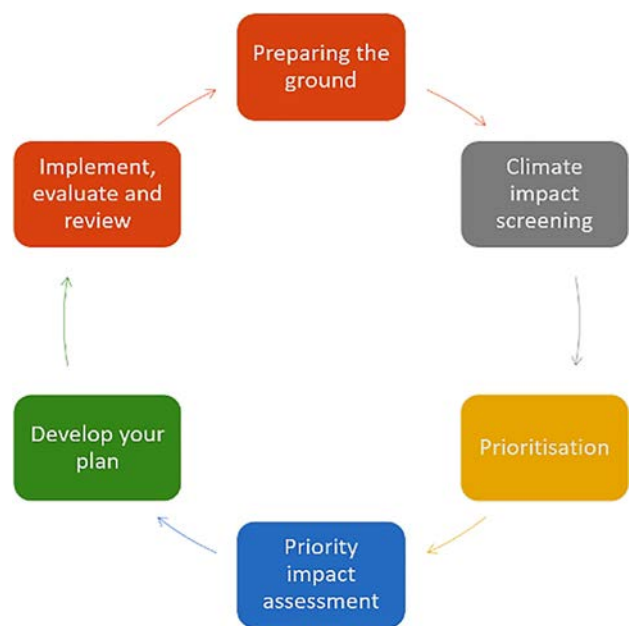 Preparing the
ground
Climate
impact
screening
Prioritisation
Priority
impact
assessment
Develop your
plan
Implement,
evaluate and
review